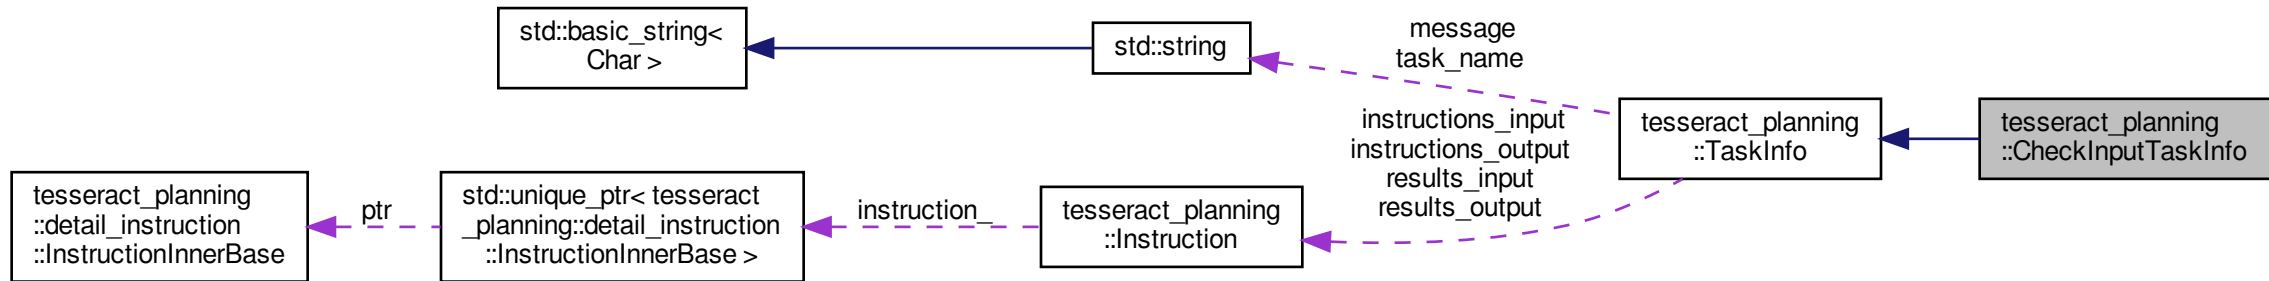 std::basic_string<
Char >
std::string
message
task_name
tesseract_planning
::TaskInfo
tesseract_planning
::CheckInputTaskInfo
instructions_input
instructions_output
results_input
results_output
tesseract_planning
::detail_instruction
::InstructionInnerBase
ptr
std::unique_ptr< tesseract
_planning::detail_instruction
::InstructionInnerBase >
instruction_
tesseract_planning
::Instruction